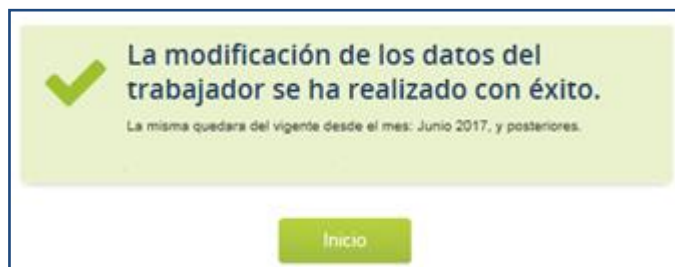 La modificación de los datos del
trabajador se ha realizado con éxito.
La misma quedara del vigente desde el mes: Junio 2017, y posteriores.
Inicio